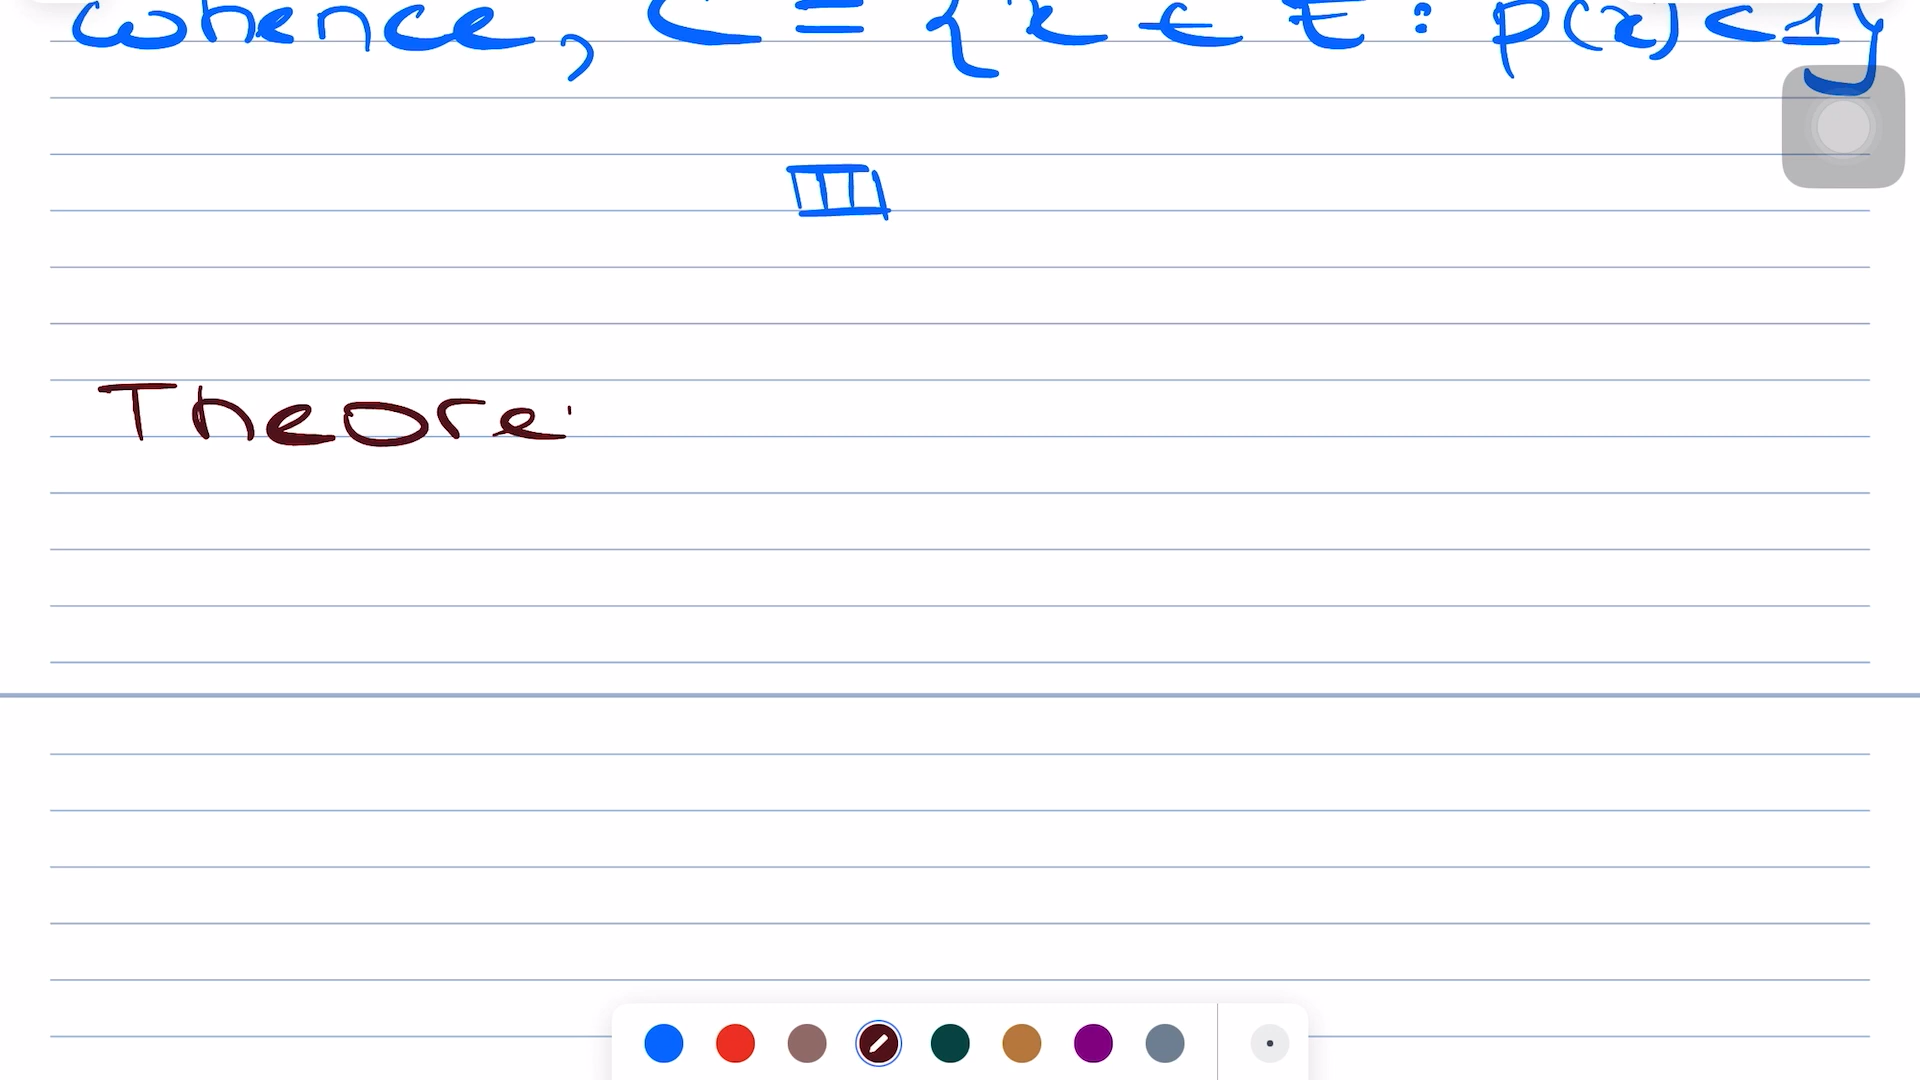 whence, C = {x ∈ E : p(x) < 1}
Theore